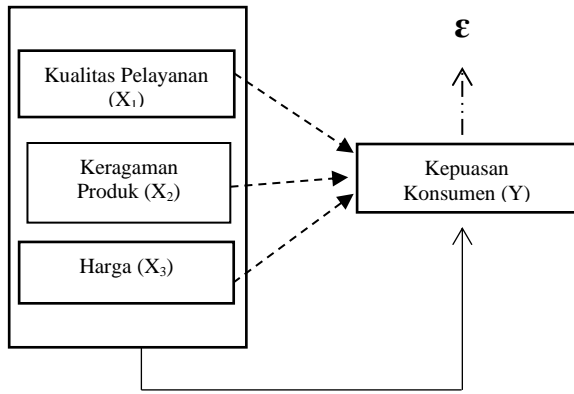 ε
Kualitas Pelayanan
(X₁)
Keragaman
Produk (X₂)
Harga (X₃)
Kepuasan
Konsumen (Y)